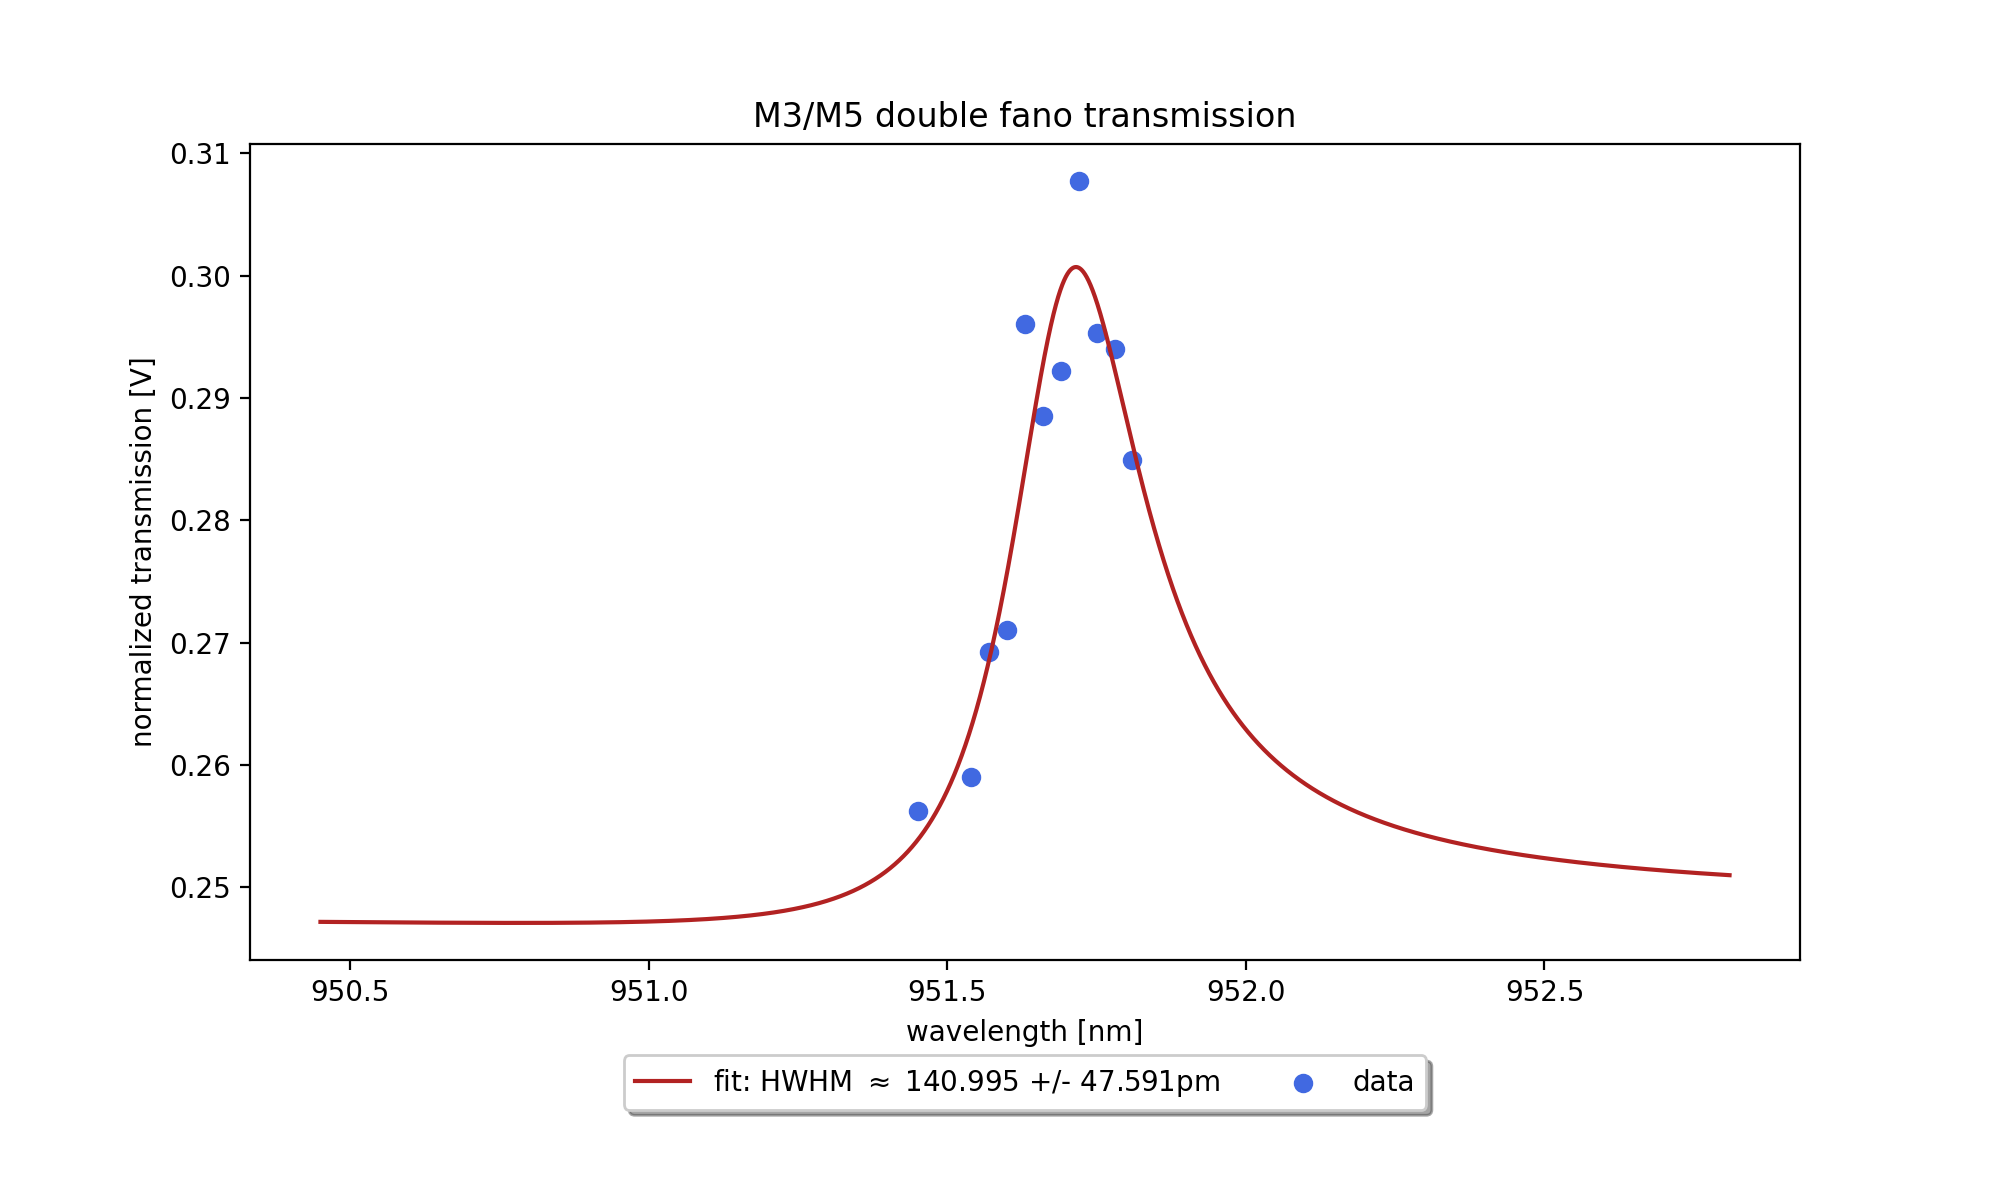 M3/M5 double fano transmission
0.31
0.30
0.29
0.28
0.27
0.26
0.25
normalized transmission [V]
950.5 951.0 951.5 952.0 952.5
wavelength [nm]
fit: HWHM ≈ 140.995 +/- 47.591pm data